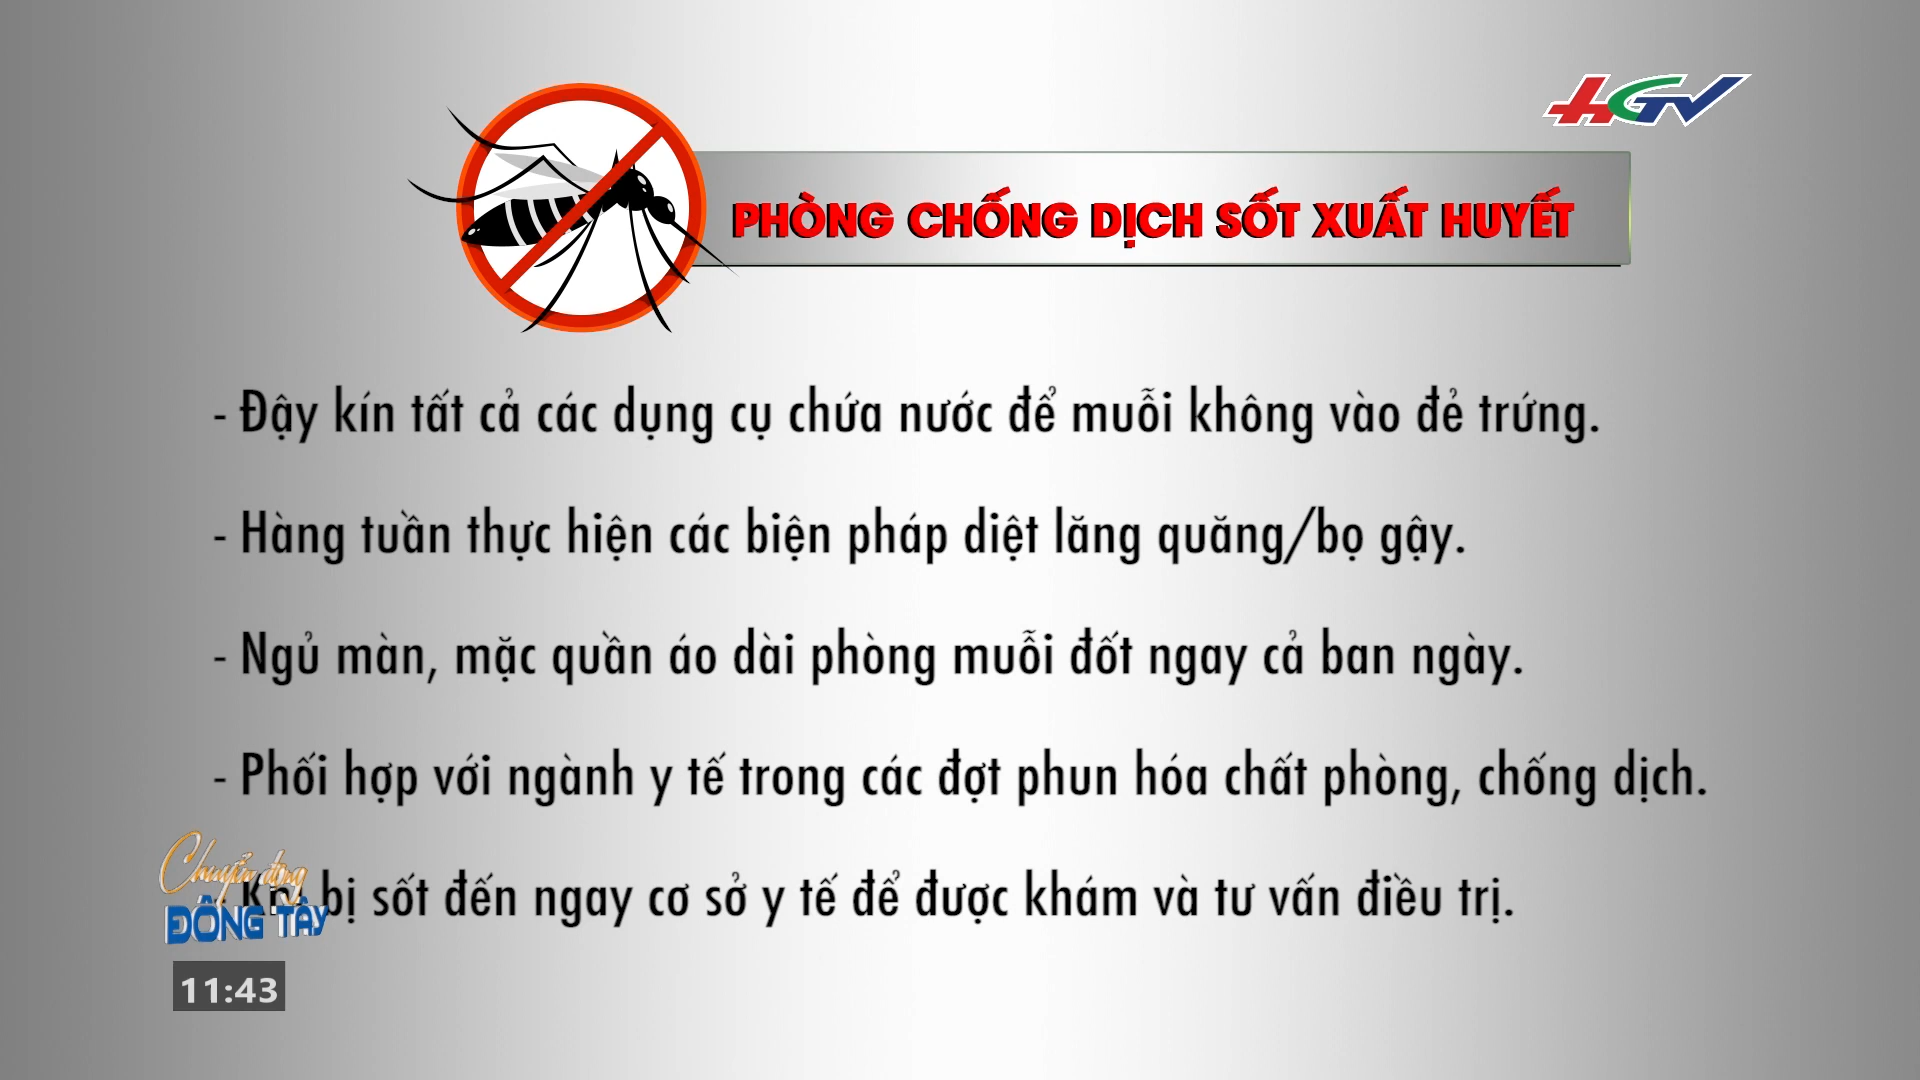 HGV
PHÒNG CHỐNG DỊCH SỐT XUẤT HUYẾT
- Đậy kín tất cả các dụng cụ chứa nước để muỗi không vào đẻ trứng.
- Hàng tuần thực hiện các biện pháp diệt lăng quăng/bọ gậy.
- Ngủ màn, mặc quần áo dài phòng muỗi đốt ngay cả ban ngày.
- Phối hợp với ngành y tế trong các đợt phun hóa chất phòng, chống dịch.
- Khi bị sốt đến ngay cơ sở y tế để được khám và tư vấn điều trị.
Chuyển động
ĐÔNG TÂY
11:43